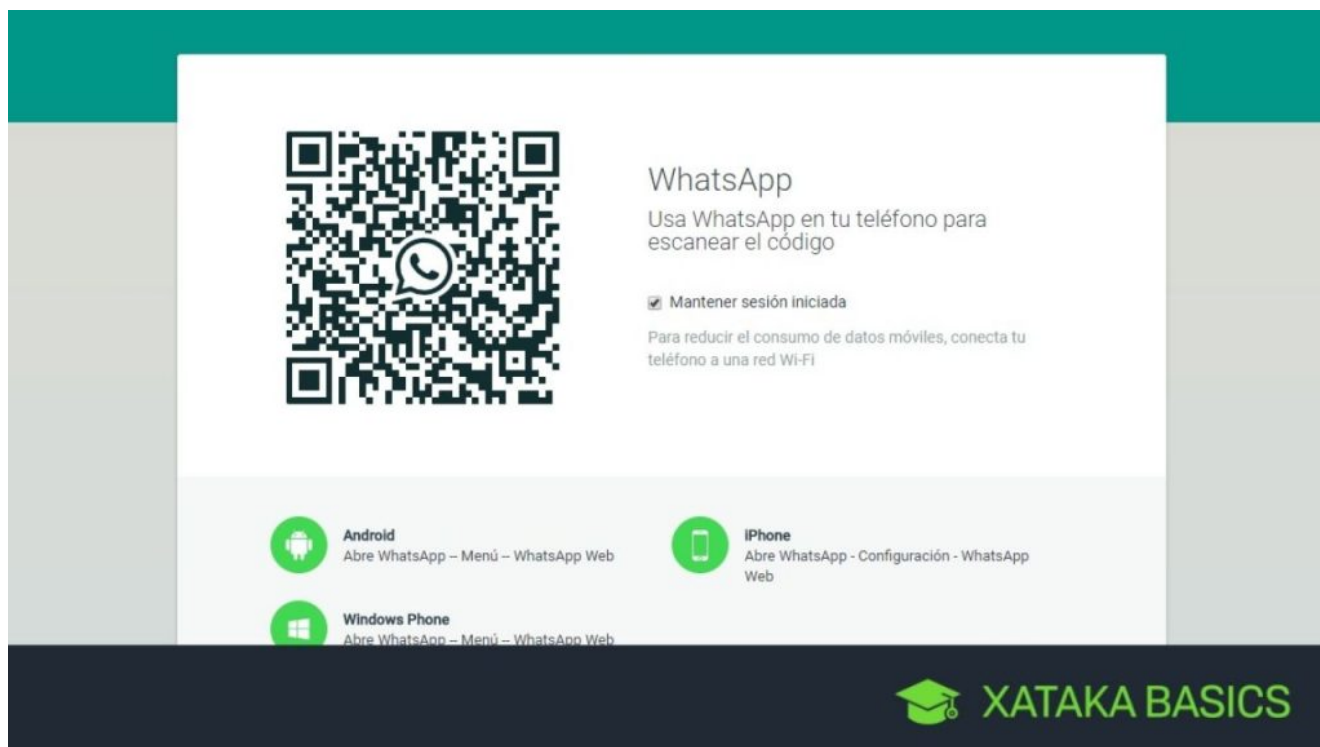 WhatsApp
Usa WhatsApp en tu teléfono para
escanear el código
Mantener sesión iniciada
Para reducir el consumo de datos móviles, conecta tu
teléfono a una red Wi-Fi
Android
Abre WhatsApp – Menú – WhatsApp Web
iPhone
Abre WhatsApp - Configuración - WhatsApp
Web
Windows Phone
Abre WhatsApp – Menú – WhatsApp Web
XATAKA BASICS